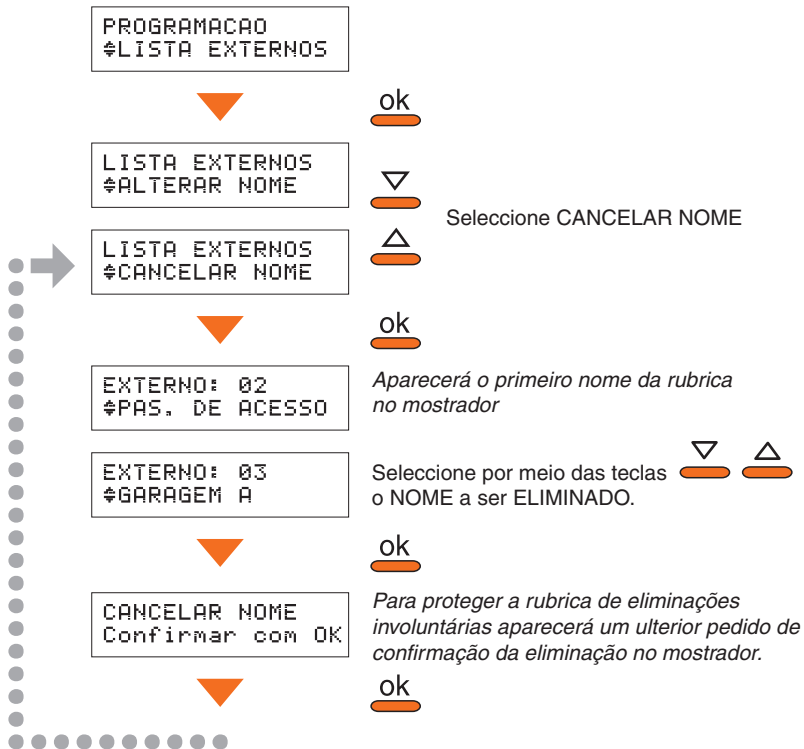 PROGRAMACAO
LISTA EXTERNOS
ok
LISTA EXTERNOS
ALTERAR NOME
Seleccione CANCELAR NOME
LISTA EXTERNOS
CANCELAR NOME
ok
EXTERNO: 02
PAS. DE ACESSO
Aparecerá o primeiro nome da rubrica
no mostrador
EXTERNO: 03
GARAGEM A
Seleccione por meio das teclas
o NOME a ser ELIMINADO.
ok
CANCELAR NOME
Confirmar com OK
Para proteger a rubrica de eliminações
involuntárias aparecerá um ulterior pedido de
confirmação da eliminação no mostrador.
ok